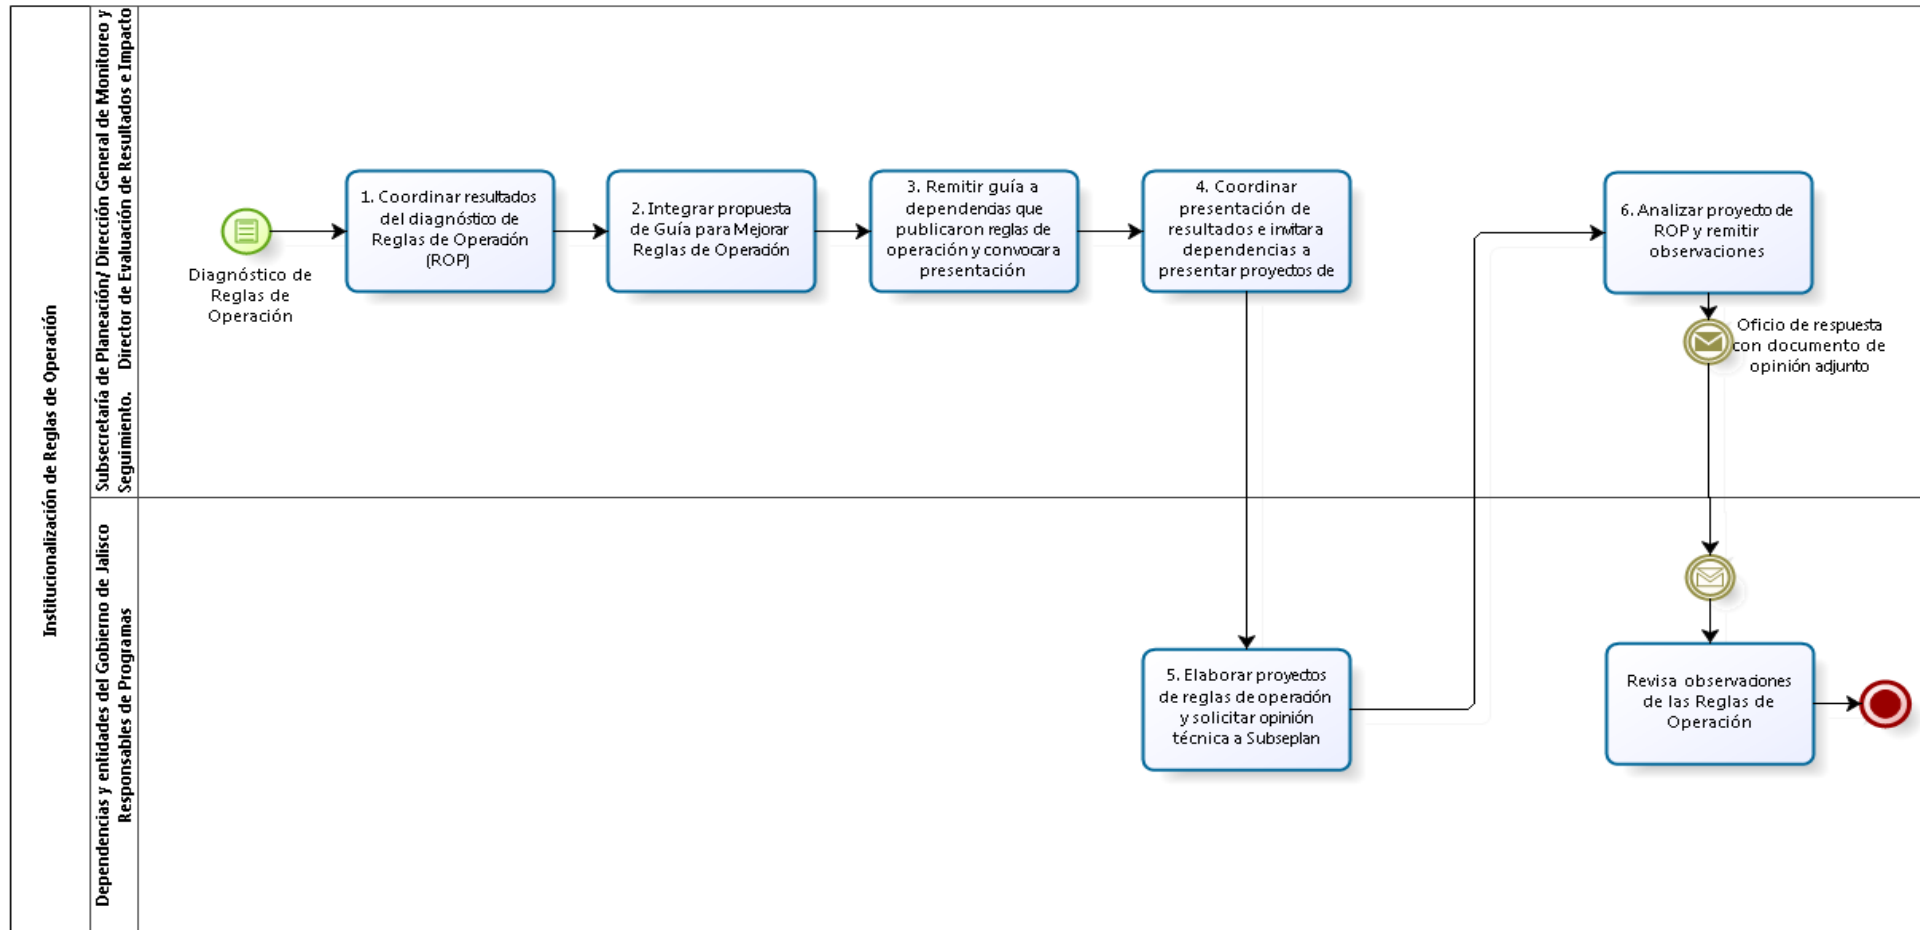 Institucionalización de Reglas de Operación
Subsecretaría de Planeación/ Dirección General de Monitoreo y
Seguimiento. Director de Evaluación de Resultados e Impacto
Diagnóstico de
Reglas de
Operación
1. Coordinar resultados
del diagnóstico de
Reglas de Operación
(ROP)
2. Integrar propuesta
de Guía para Mejorar
Reglas de Operación
3. Remitir guía a
dependencias que
publicaron reglas de
operación y convocar a
presentación
4. Coordinar
presentación de
resultados e invitar a
dependencias a
presentar proyectos de
6. Analizar proyecto de
ROP y remitir
observaciones
Oficio de respuesta
con documento de
opinión adjunto
Dependencias y entidades del Gobierno de Jalisco
Responsables de Programas
5. Elaborar proyectos
de reglas de operación
y solicitar opinión
técnica a Subseplan
Revisa observaciones
de las Reglas de
Operación